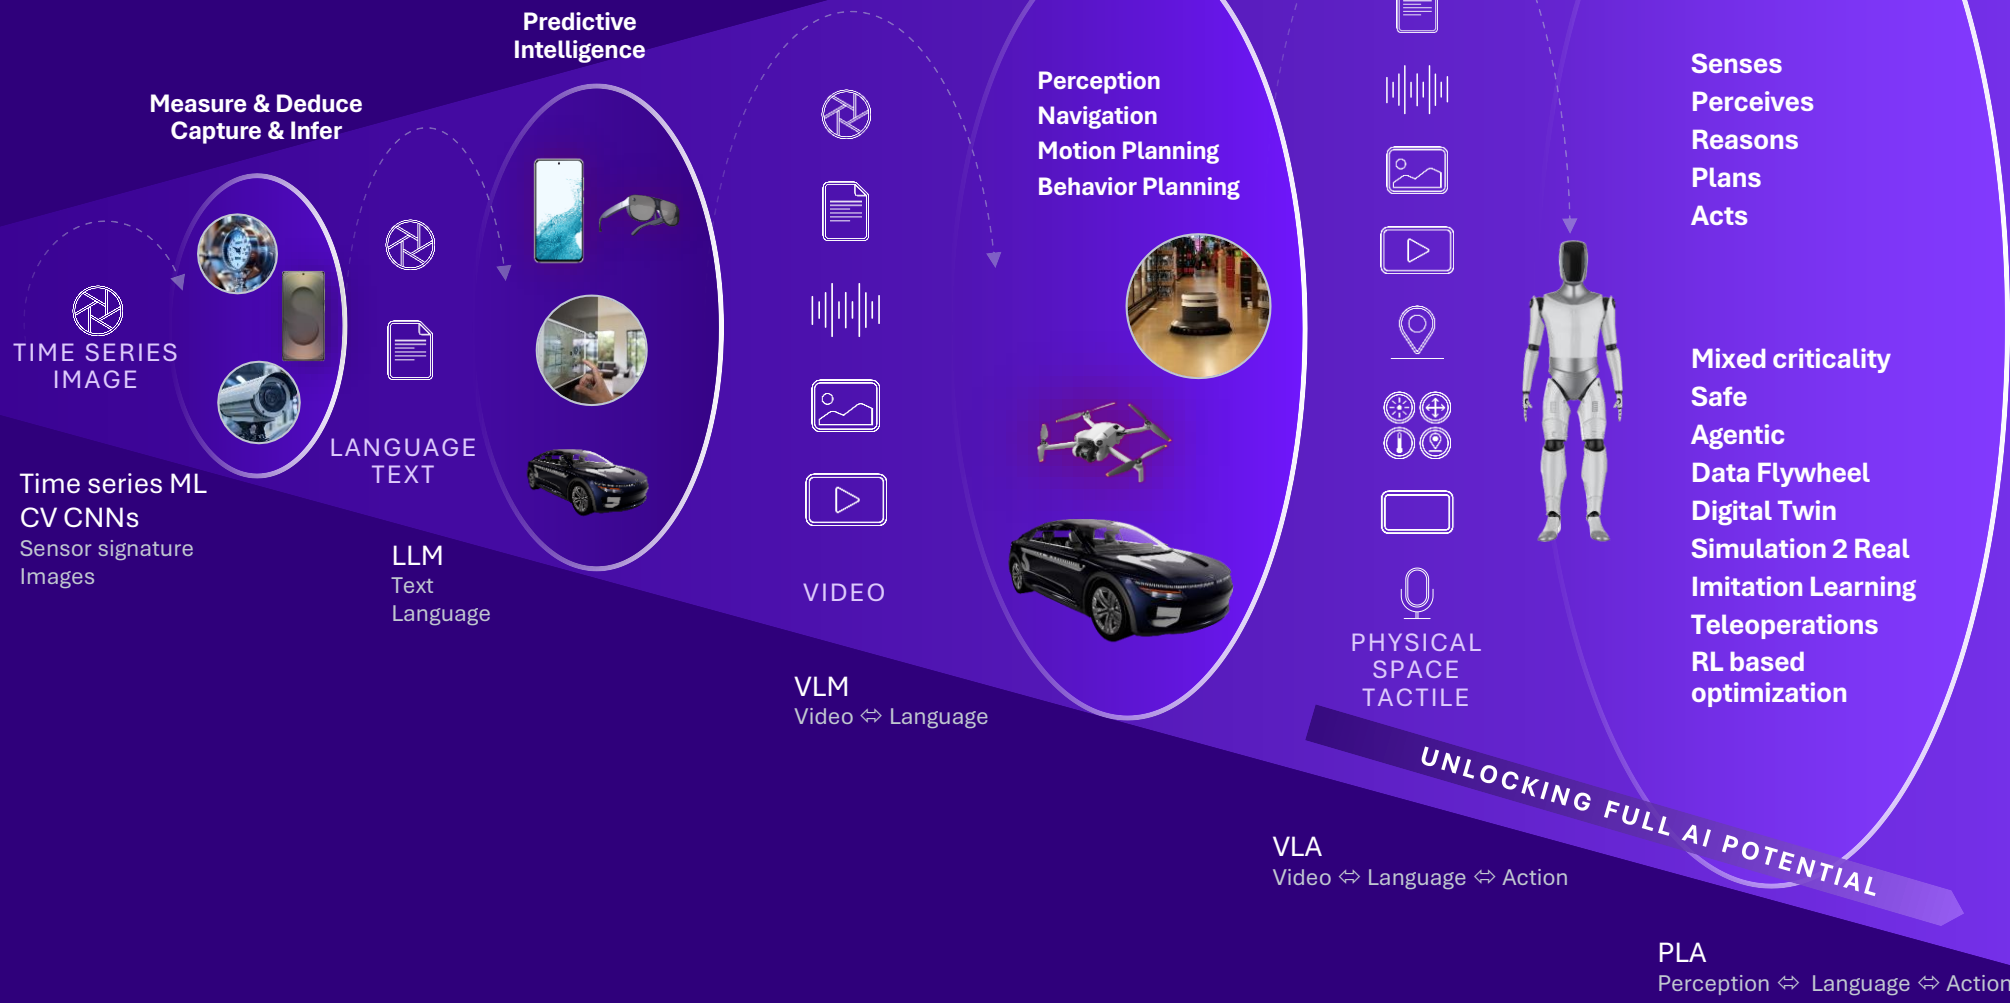 Predictive
Intelligence
Measure & Deduce
Capture & Infer
TIME SERIES
IMAGE
Time series ML
CV CNNs
Sensor signature
Images
LANGUAGE
TEXT
LLM
Text
Language
VIDEO
VLM
Video ⬄ Language
Perception
Navigation
Motion Planning
Behavior Planning
PHYSICAL
SPACE
TACTILE
VLA
Video ⬄ Language ⬄ Action
Senses
Perceives
Reasons
Plans
Acts
Mixed criticality
Safe
Agentic
Data Flywheel
Digital Twin
Simulation 2 Real
Imitation Learning
Teleoperations
RL based
optimization
UNLOCKING FULL AI POTENTIAL
PLA
Perception ⬄ Language ⬄ Action